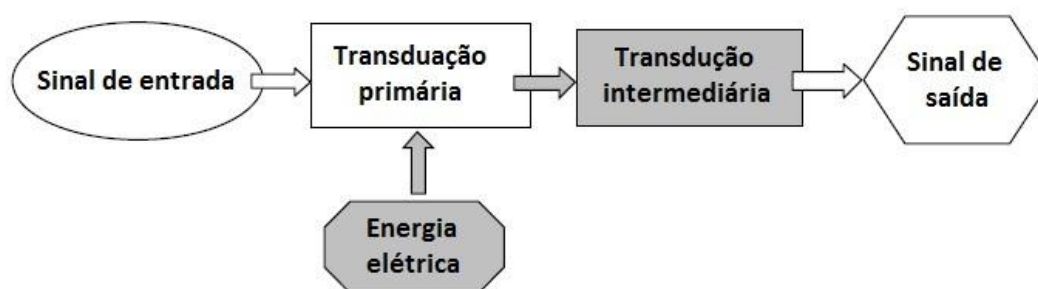 Sinal de entrada
Transduação
primária
Transdução
intermediária
Sinal de
saída
Energia
elétrica